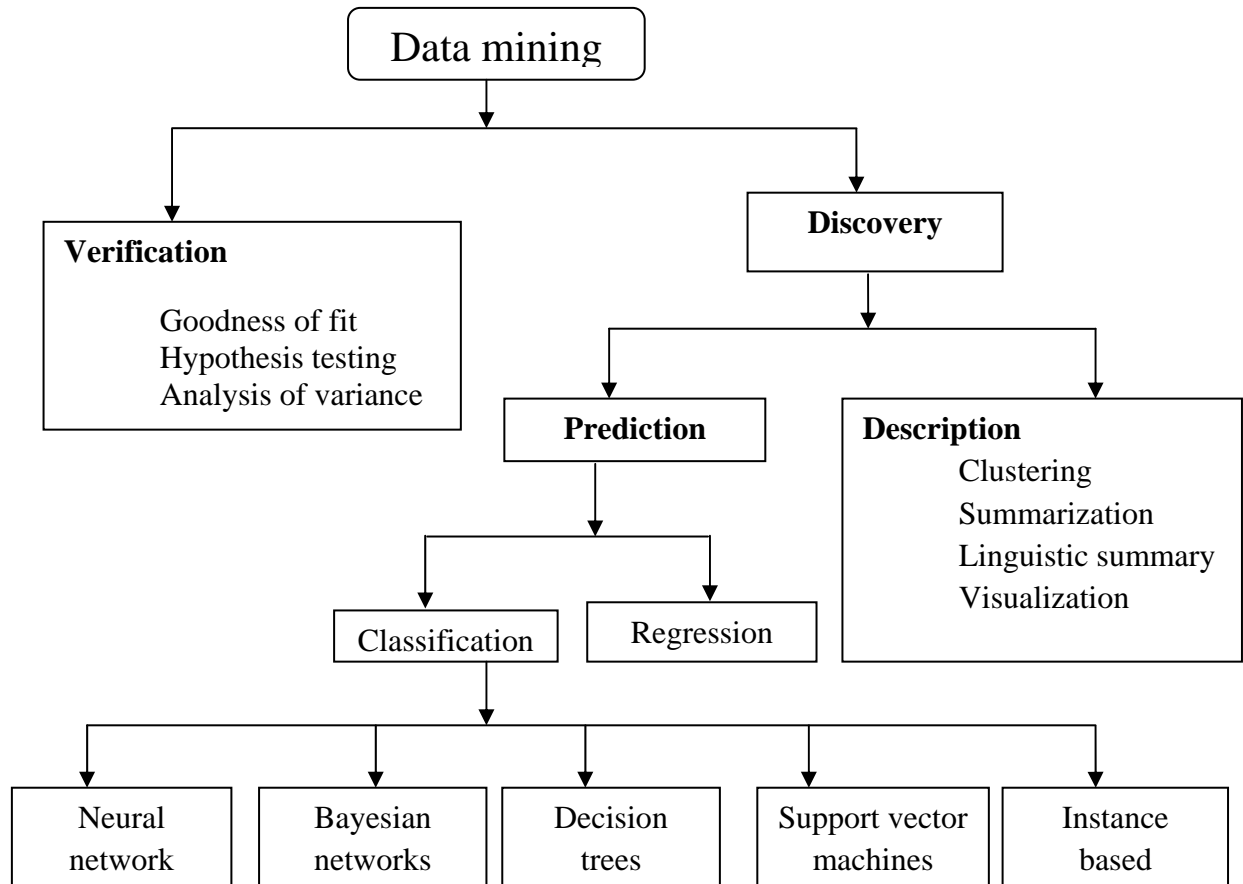 Data mining
Discovery
Verification
Goodness of fit
Hypothesis testing
Analysis of variance
Prediction
Description
Clustering
Summarization
Linguistic summary
Visualization
Classification
Regression
Neural
network
Bayesian
networks
Decision
trees
Support vector
machines
Instance
based